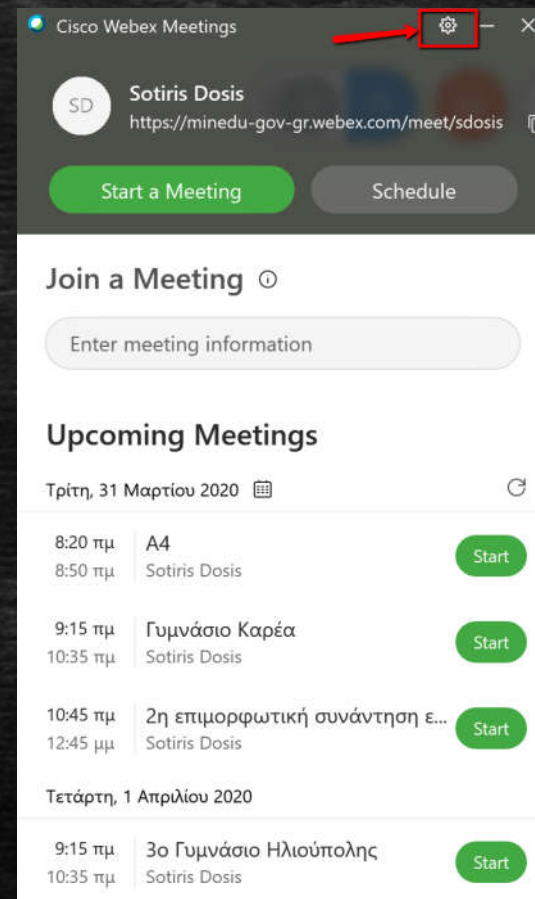 Cisco Webex Meetings
SD
Sotiris Dosis
https://minedu-gov-gr.webex.com/meet/sdosis
Start a Meeting
Schedule
Join a Meeting
Enter meeting information
Upcoming Meetings
Τρίτη, 31 Μαρτίου 2020
8:20 πμ A4
8:50 πμ Sotiris Dosis
Start
9:15 πμ Γυμνάσιο Καρέα
10:35 πμ Sotiris Dosis
Start
10:45 πμ 2η επιμορφωτική συνάντηση ε...
12:45 μμ Sotiris Dosis
Start
Τετάρτη, 1 Απριλίου 2020
9:15 πμ 3ο Γυμνάσιο Ηλιούπολης
10:35 πμ Sotiris Dosis
Start